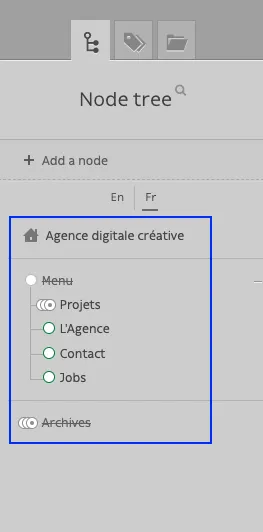 Node tree
+ Add a node
En Fr
Agence digitale créative
Menu
Projets
L'Agence
Contact
Jobs
Archives